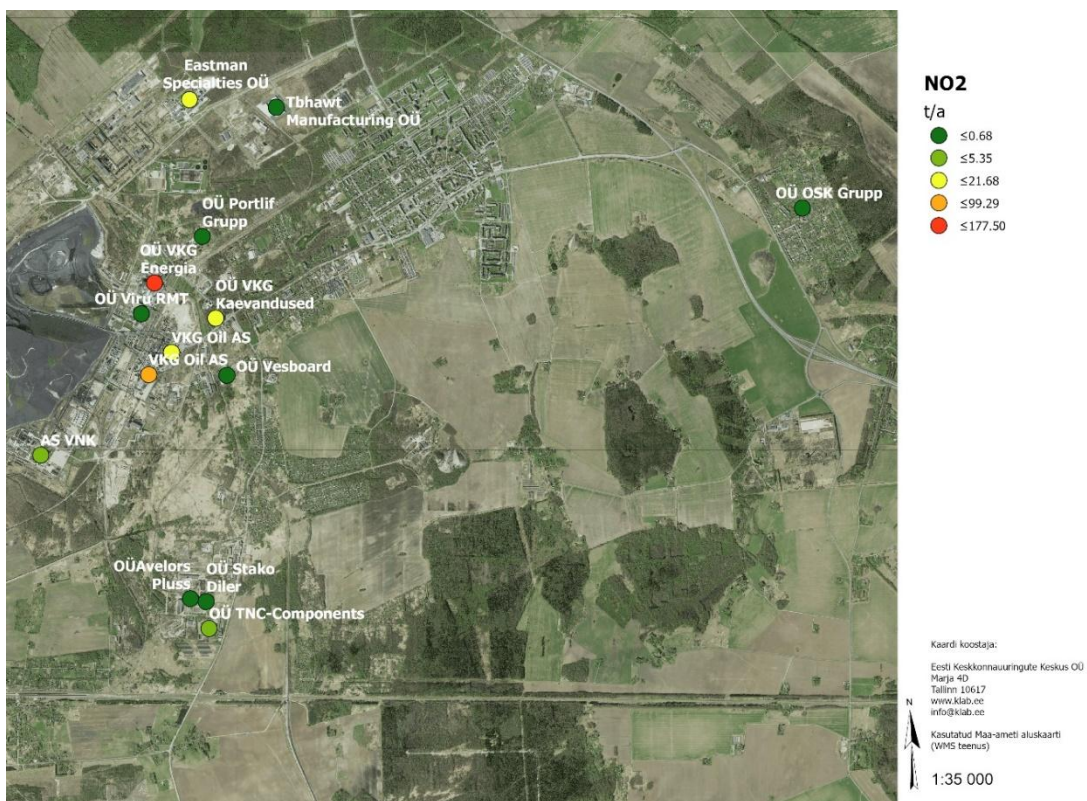 Eastman
Specialties OÜ
Tbhawt
Manufacturing OÜ
OÜ OSK Grupp
OÜ Portlif
Grupp
OÜ VKG
Energia
OÜ VKG
Kaevandused
OÜ Viru RMT
VKG Oil AS
VKG Oil AS
OÜ Vesboard
AS VNK
OÜAvelors
Pluss
OÜ Stako
Diler
OÜ TNC-Components
NO2
t/a
≤0.68
≤5.35
≤21.68
≤99.29
≤177.50
Kaardi koostaja:
Eesti Keskkonnauuringute Keskus OÜ
Marja 4D
Tallinn 10617
www.klab.ee
info@klab.ee
Kasutatud Maa-ameti aluskaarti
(WMS teenus)
N
1:35 000